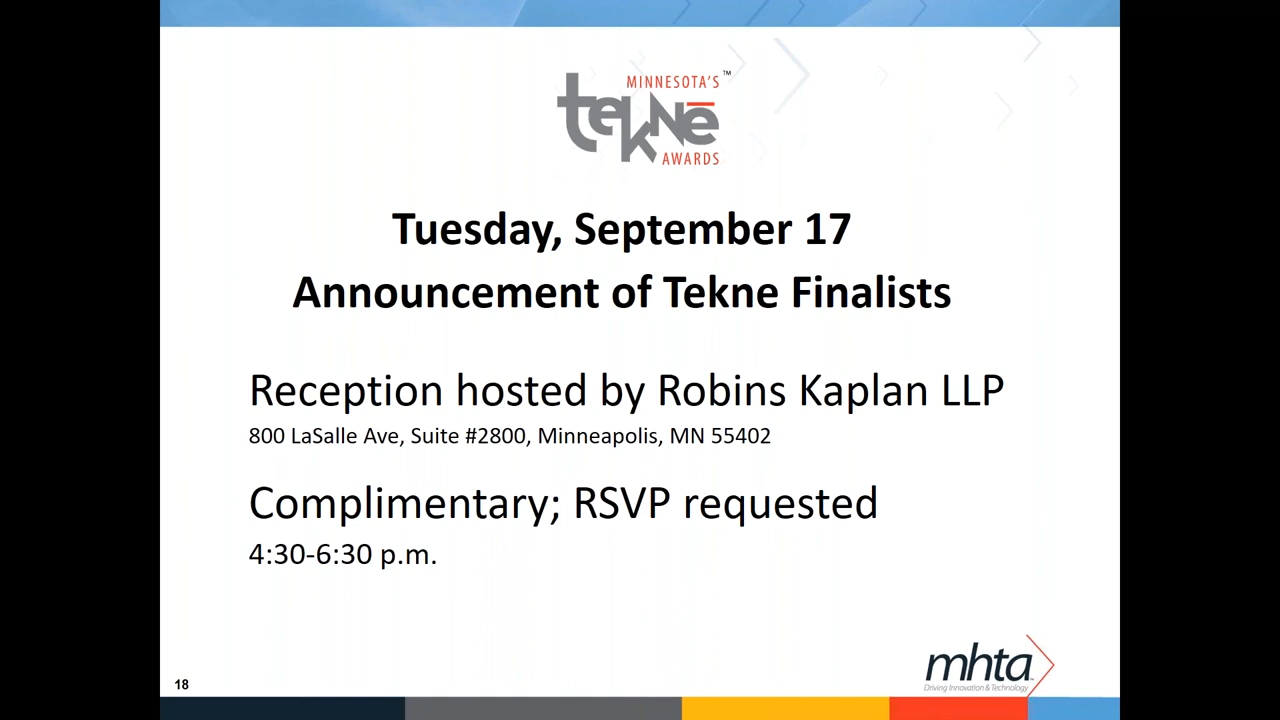 MINNESOTA'S™
teknē
AWARDS
Tuesday, September 17
Announcement of Tekne Finalists
Reception hosted by Robins Kaplan LLP
800 LaSalle Ave, Suite #2800, Minneapolis, MN 55402
Complimentary; RSVP requested
4:30-6:30 p.m.
mhta
Driving Innovation & Technology
18